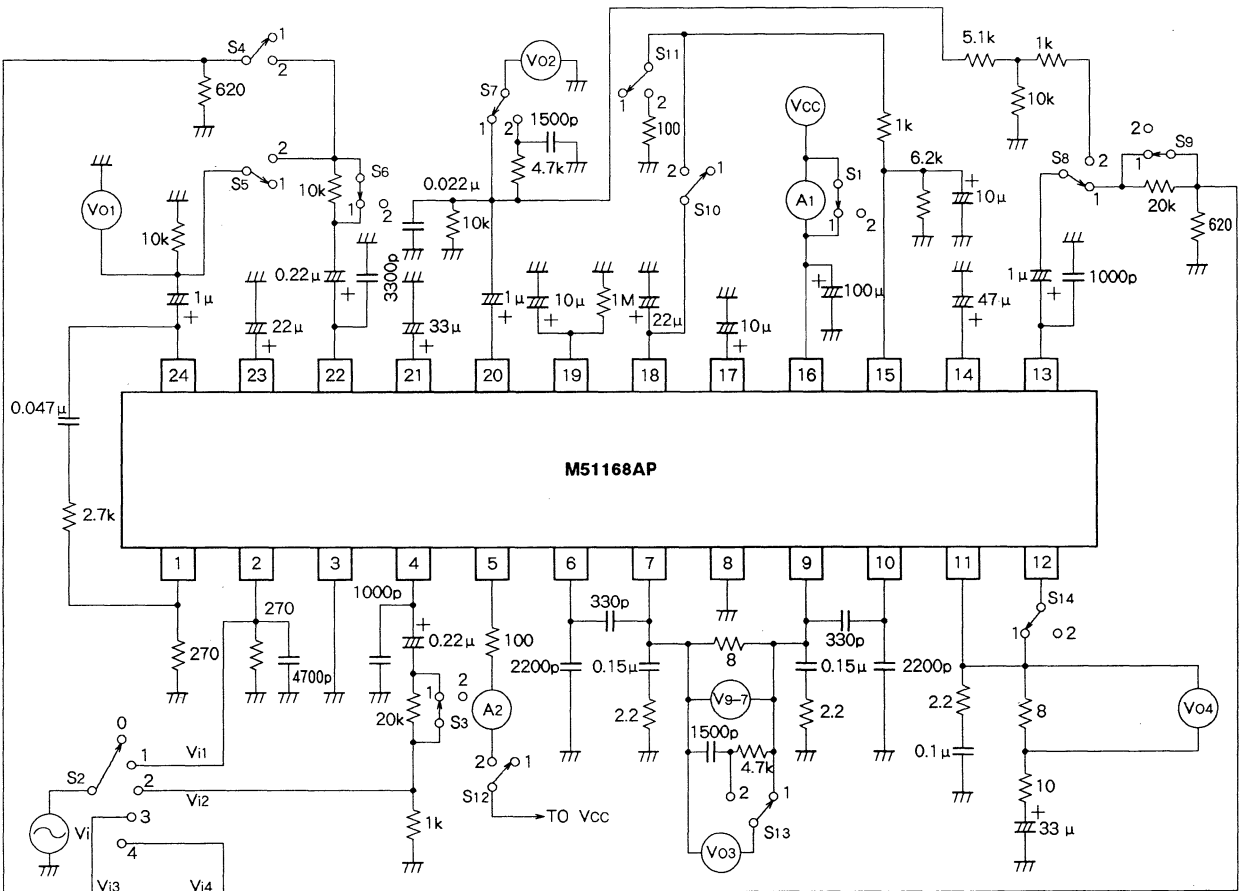 S4 1 2
620
S7 VO2
1 2 1500p
4.7k
S11
1 2
100
VCC
5.1k 1k
10k
2 S9
1
S8 2
1
20k
620
VO1
10k
S5 2
1
10k S6
1 2
0.022μ
10k
2 1
S10
A1 S1
1 2
1k
6.2k
+
10μ
1μ
+
22μ
+
0.22μ
+
3300p
33μ
+
1μ
+
10μ
+
1M
22μ
+
10μ
+
+
100μ
47μ
+
1μ
+
1000p
24 23 22 21 20 19 18 17 16 15 14 13
0.047μ
M51168AP
2.7k
1 2 3 4 5 6 7 8 9 10 11 12
270
270
4700p
1000p
+
0.22μ
20k
1 2
S3
1k
100
A2
2 1
S12
TO VCC
330p
2200p
0.15μ
2.2
8
V9-7
1500p
4.7k
2 1
S13
VO3
330p
0.15μ
2.2
2200p
S14
1 2
2.2
0.1μ
8
VO4
10
+
33μ
0
S2
1 Vi1
2 Vi2
3
4
Vi
Vi3 Vi4